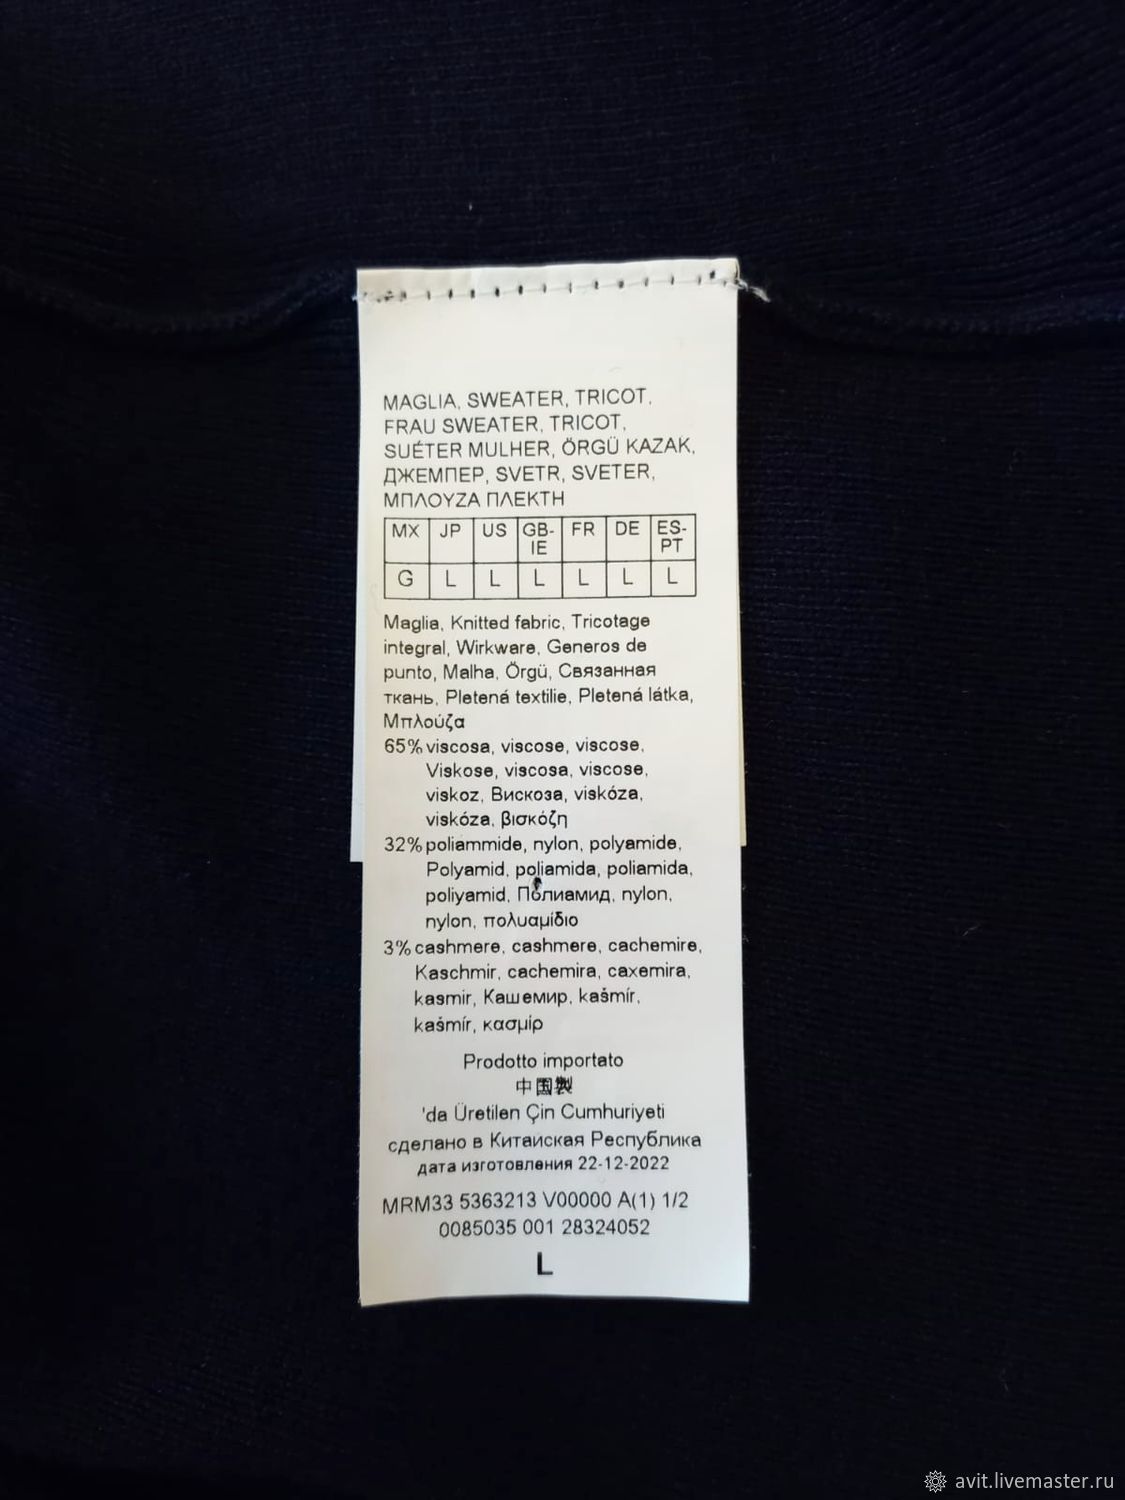 MAGLIA, SWEATER, TRICOT,
FRAU SWEATER, TRICOT,
SUÉTER MULHER, ÖRGÜ KAZAK,
ДЖЕМПЕР, SVETR, SVETER,
ΜΠΛΟΥΖΑ ΠΛΕΚΤΗ
MX JP US GB-IE FR DE ES-PT
G L L L L L L
Maglia, Knitted fabric, Tricotage
integral, Wirkware, Generos de
punto, Malha, Örgü, Связанная
ткань, Pletená textilie, Pletená látka,
Μπλούζα
65% viscosa, viscose, viscose,
Viskose, viscosa, viscose,
viskoz, Вискоза, viskóza,
viskóza, βισκόζη
32% poliammide, nylon, polyamide,
Polyamid, poliamida, poliamida,
poliyamid, Полиамид, nylon,
nylon, πολυαμίδιο
3% cashmere, cashmere, cachemire,
Kaschmir, cachemira, caxemira,
kasmir, Кашемир, kašmír,
kašmír, κασμίρ
Prodotto importato
中国製
'da Üretilen Çin Cumhuriyeti
сделано в Китайская Республика
дата изготовления 22-12-2022
MRM33 5363213 V00000 A(1) 1/2
0085035 001 28324052
L
avit.livemaster.ru